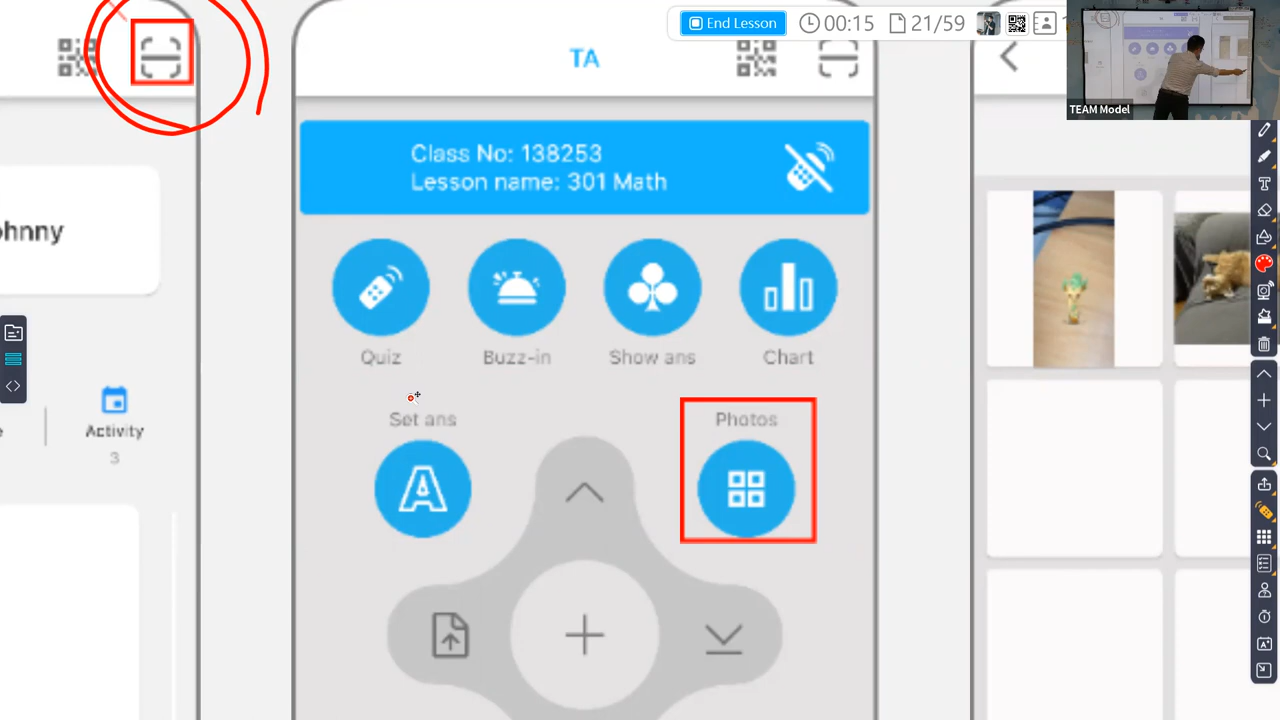 End Lesson
00:15
21/59
TEAM Model
TA
Class No: 138253
Lesson name: 301 Math
ohnny
Quiz
Buzz-in
Show ans
Chart
Activity
3
Set ans
Photos